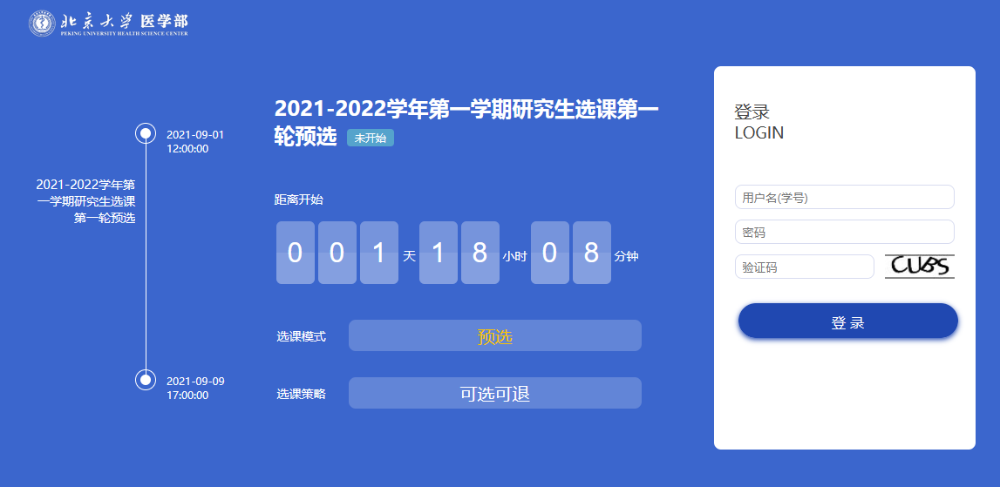 北京大学医学部
PEKING UNIVERSITY HEALTH SCIENCE CENTER
2021-09-01
12:00:00
2021-2022学年第
一学期研究生选课
第一轮预选
2021-09-09
17:00:00
2021-2022学年第一学期研究生选课第一
轮预选 未开始
距离开始
0 0 1 天 1 8 小时 0 8 分钟
选课模式 预选
选课策略 可选可退
登录
LOGIN
用户名(学号)
密码
验证码 CUBS
登 录